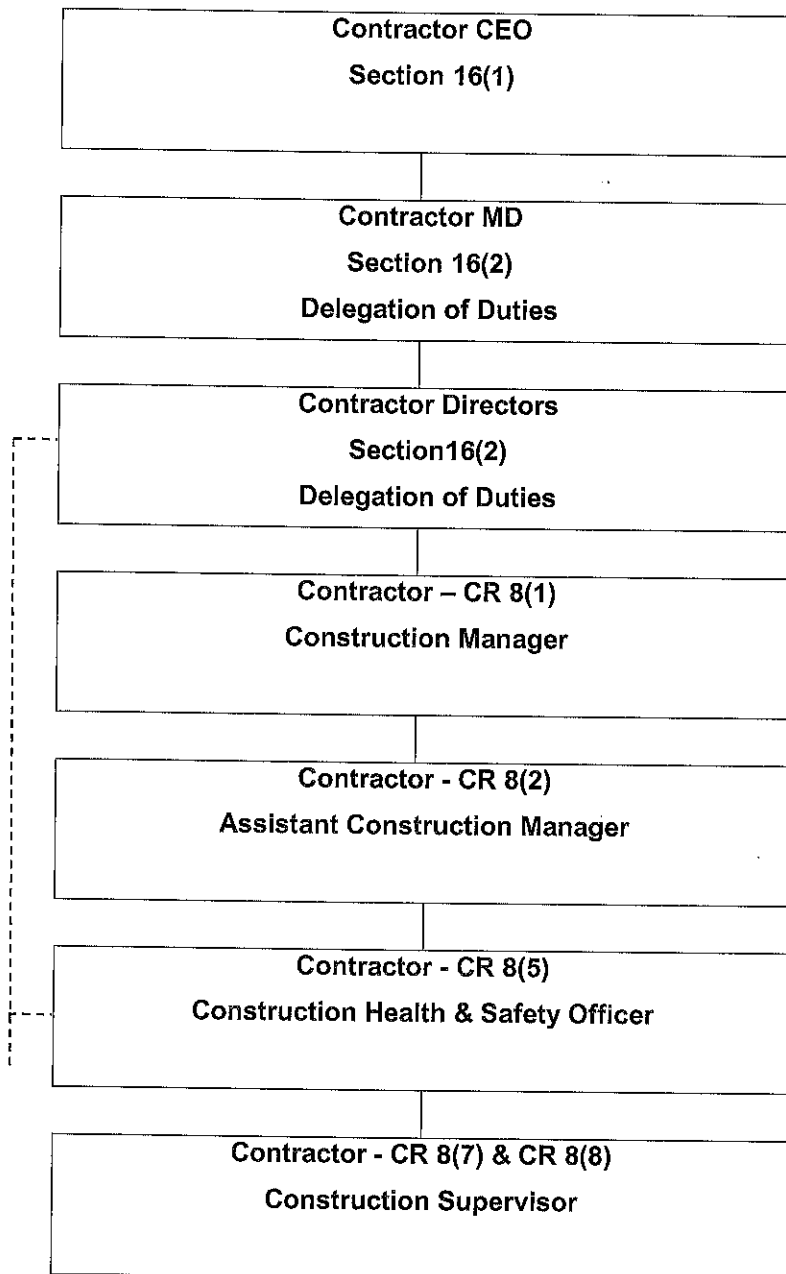 Contractor CEO
Section 16(1)
Contractor MD
Section 16(2)
Delegation of Duties
Contractor Directors
Section16(2)
Delegation of Duties
Contractor – CR 8(1)
Construction Manager
Contractor - CR 8(2)
Assistant Construction Manager
Contractor - CR 8(5)
Construction Health & Safety Officer
Contractor - CR 8(7) & CR 8(8)
Construction Supervisor